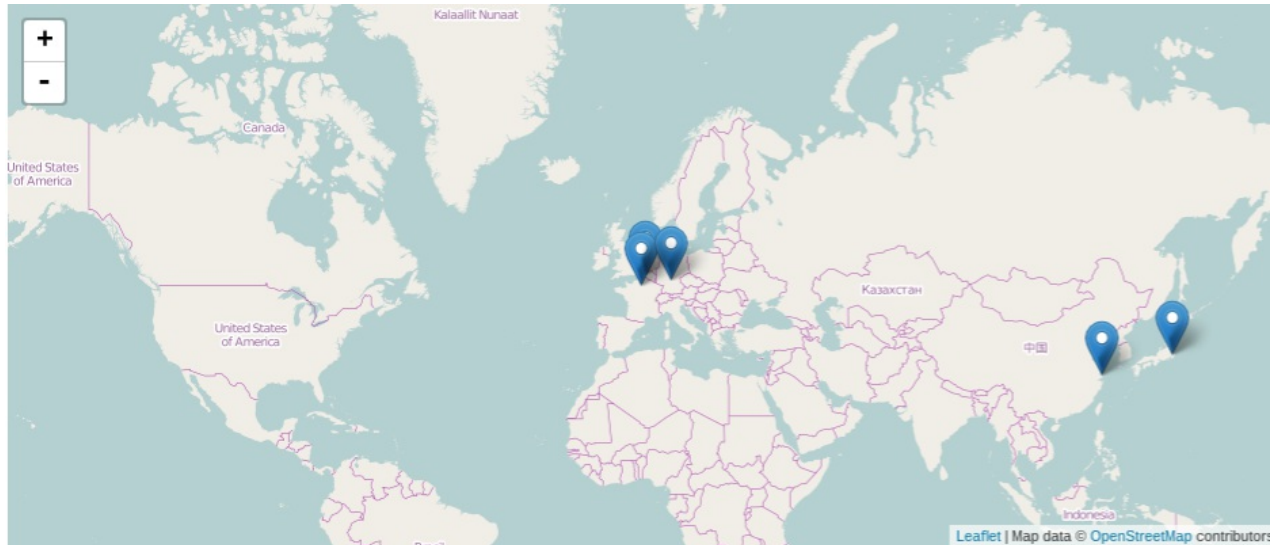 +
-
Kalaallit Nunaat
Canada
United States
of America
United States
of America
Казахстан
中国
Indonesia
Leaflet | Map data © OpenStreetMap contributors